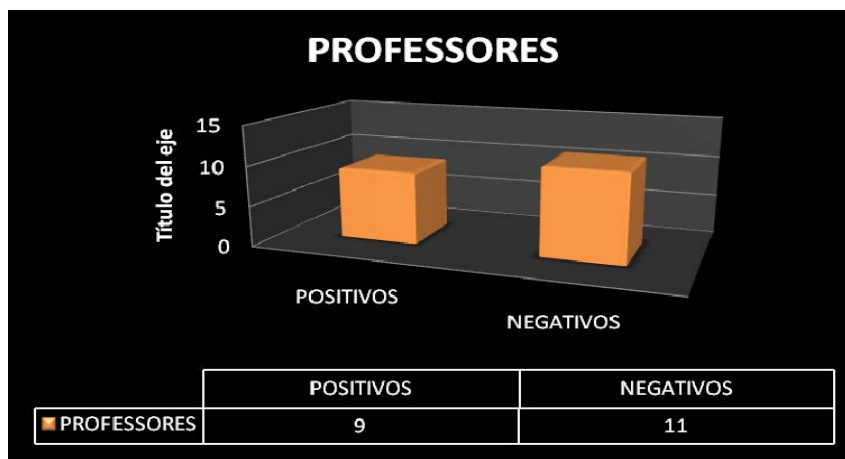 PROFESSORES
Título del eje
15
10
5
0
POSITIVOS
NEGATIVOS
POSITIVOS NEGATIVOS
PROFESSORES 9 11